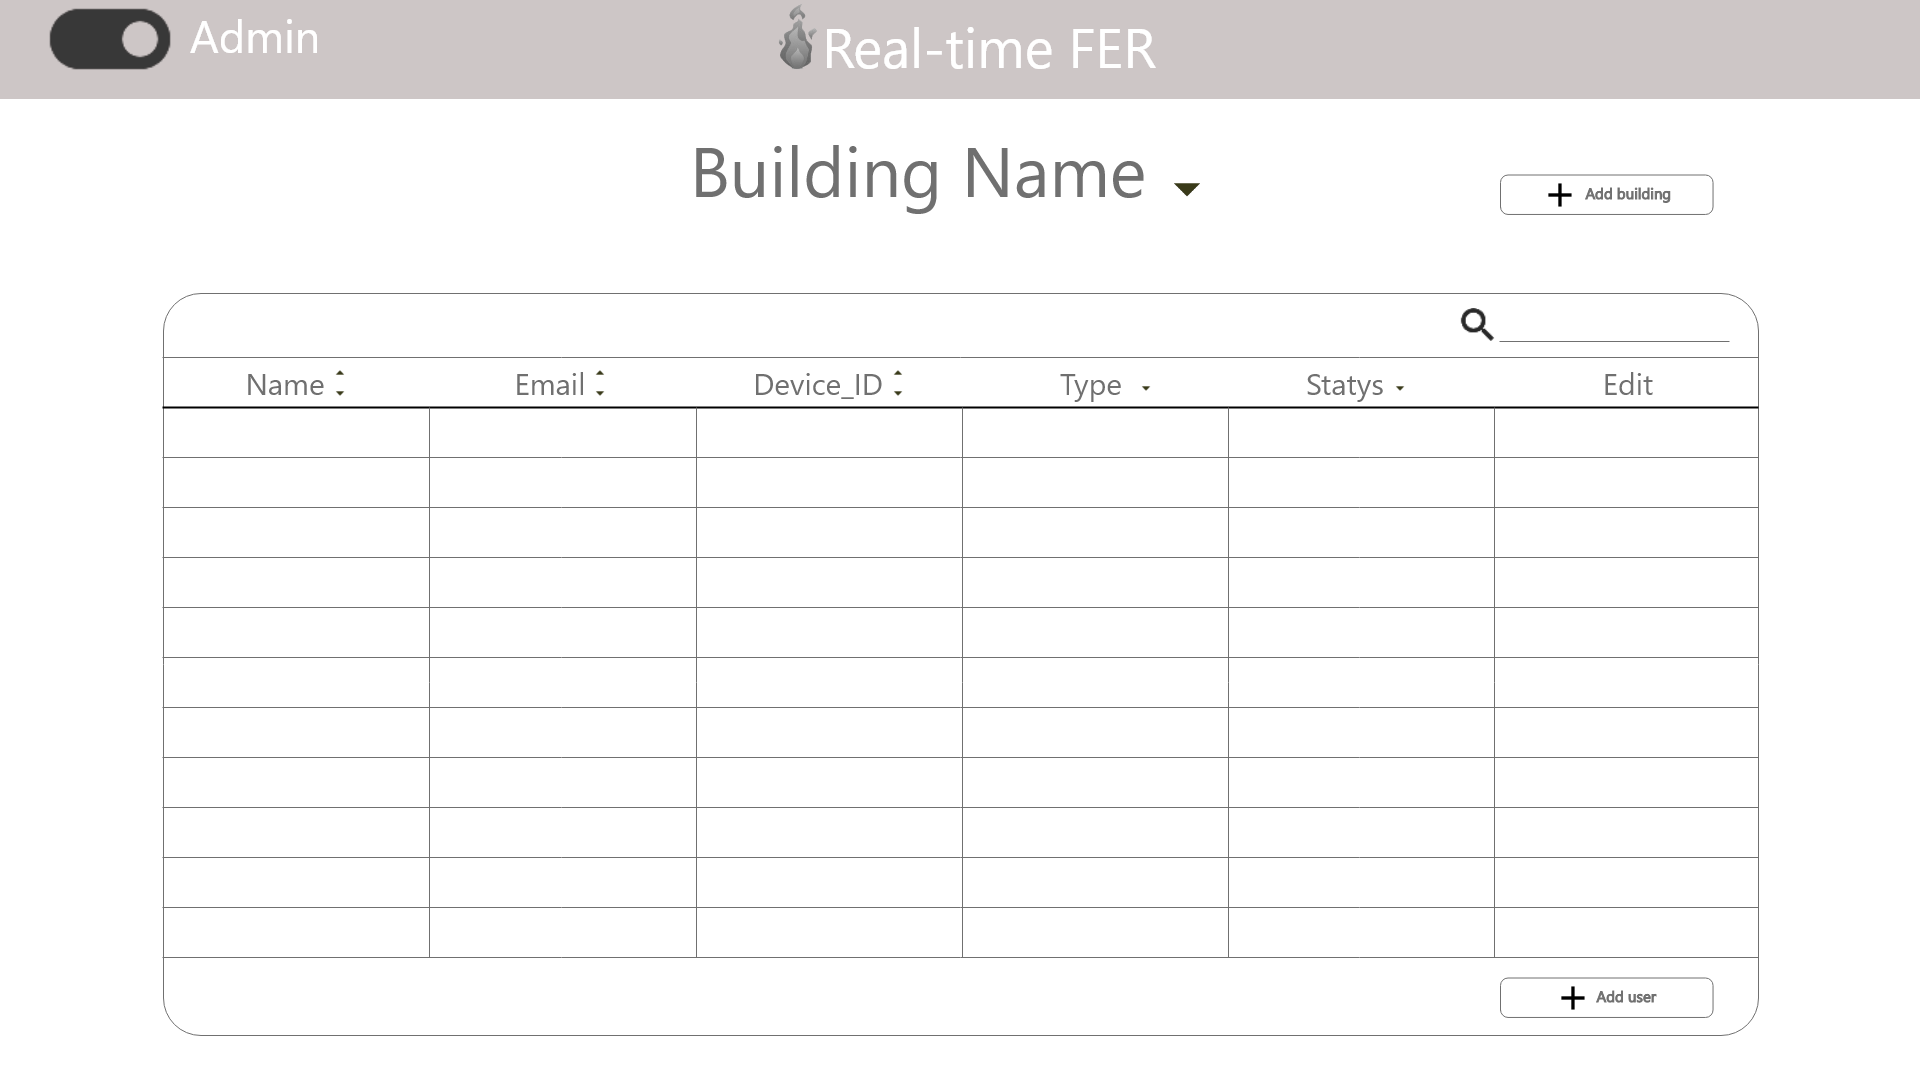 Admin
Real-time FER
Building Name
Add building
Name Email Device_ID Type Statys Edit
Add user